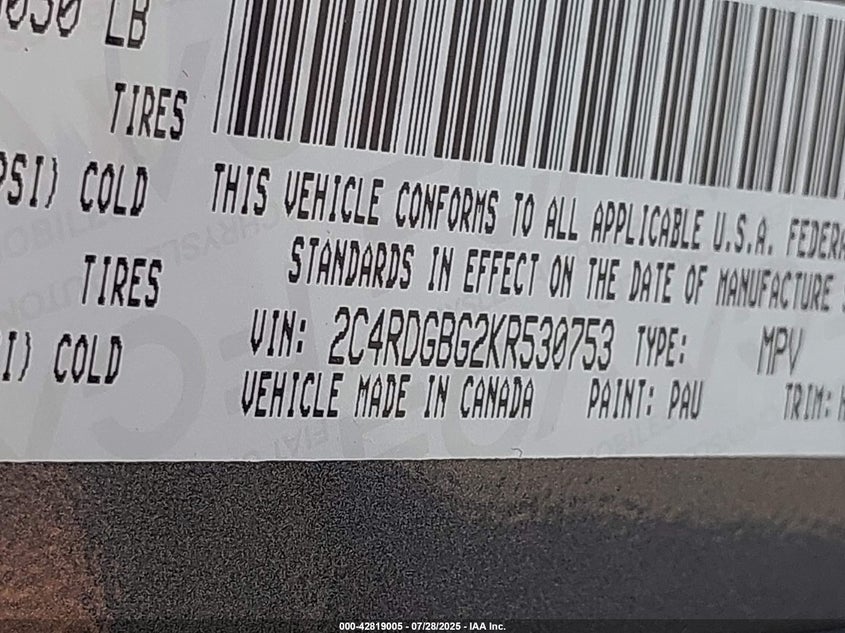 LB
TIRES
PSI) COLD
THIS VEHICLE CONFORMS TO ALL APPLICABLE U.S.A.
TIRES
STANDARDS IN EFFECT ON THE DATE OF MANUFACTURE
VIN: 2C4RDGBG2KR530753 TYPE: MPV
COLD
VEHICLE MADE IN CANADA PAINT: PAU TRIM:
000-42819005 - 07/28/2025 - IAA Inc.